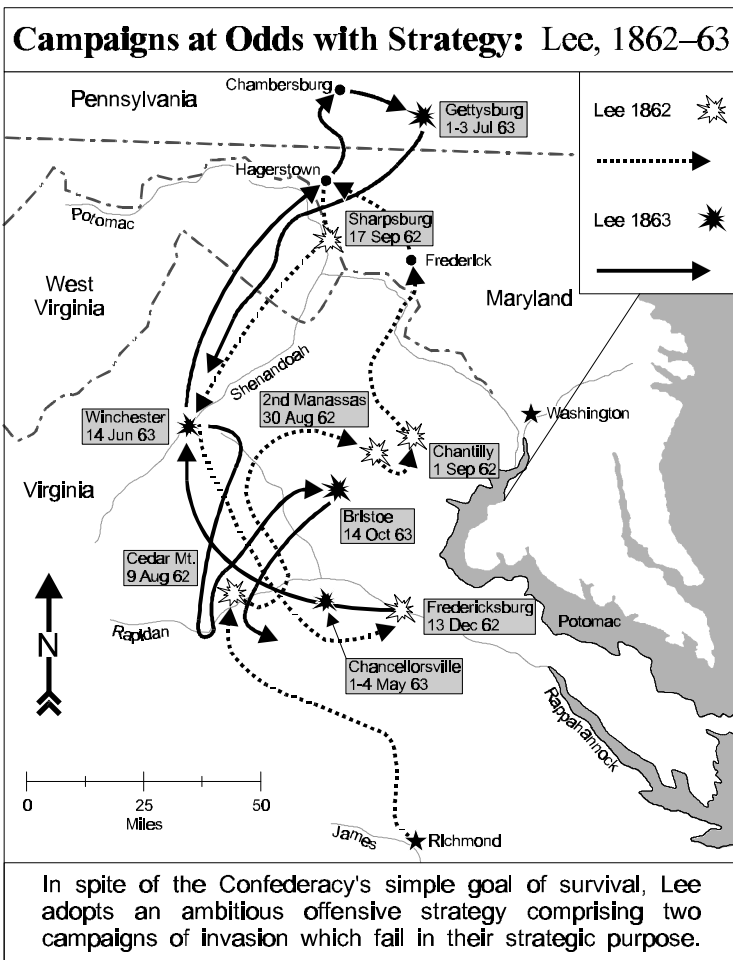 Campaigns at Odds with Strategy: Lee, 1862–63
Chambersburg
Pennsylvania
Gettysburg
1-3 Jul 63
Lee 1862
Lee 1863
Hagerstown
Potomac
Sharpsburg
17 Sep 62
Frederick
West
Virginia
Maryland
Shenandoah
2nd Manassas
30 Aug 62
Washington
Winchester
14 Jun 63
Chantilly
1 Sep 62
Virginia
Bristoe
14 Oct 63
Cedar Mt.
9 Aug 62
Fredericksburg
13 Dec 62
Potomac
Rapidan
N
Chancellorsville
1-4 May 63
Rappahannock
0 25 50
Miles
James
Richmond
In spite of the Confederacy's simple goal of survival, Lee
adopts an ambitious offensive strategy comprising two
campaigns of invasion which fail in their strategic purpose.